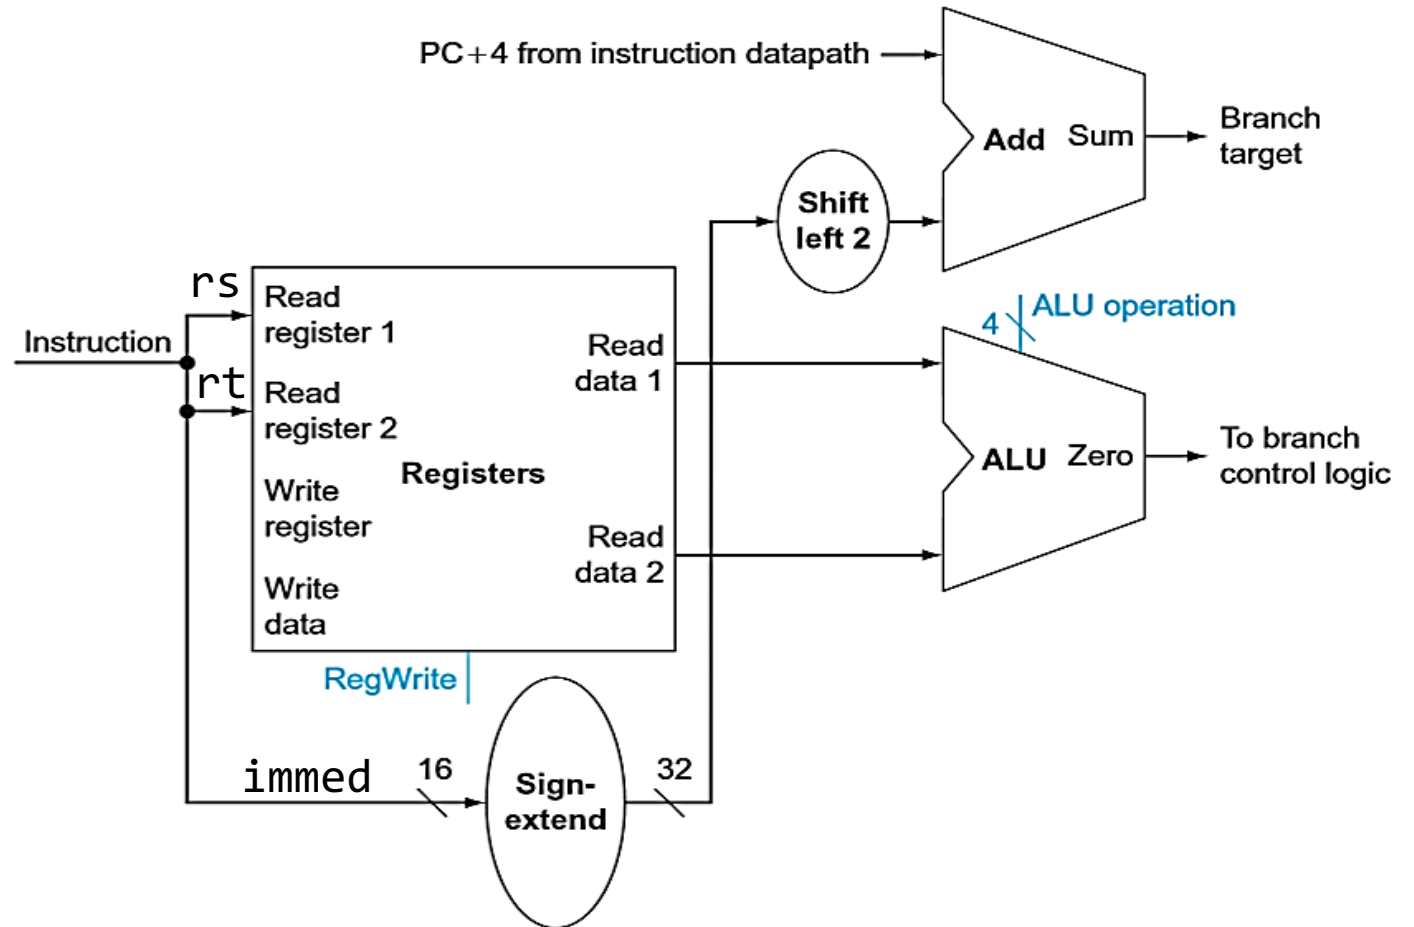 PC+4 from instruction datapath
Add
Sum
Branch
target
Shift
left 2
rs
Instruction
rt
Read
register 1
Read
register 2
Registers
Write
register
Write
data
Read
data 1
Read
data 2
4
ALU operation
ALU
Zero
To branch
control logic
RegWrite
immed
16
Sign-
extend
32